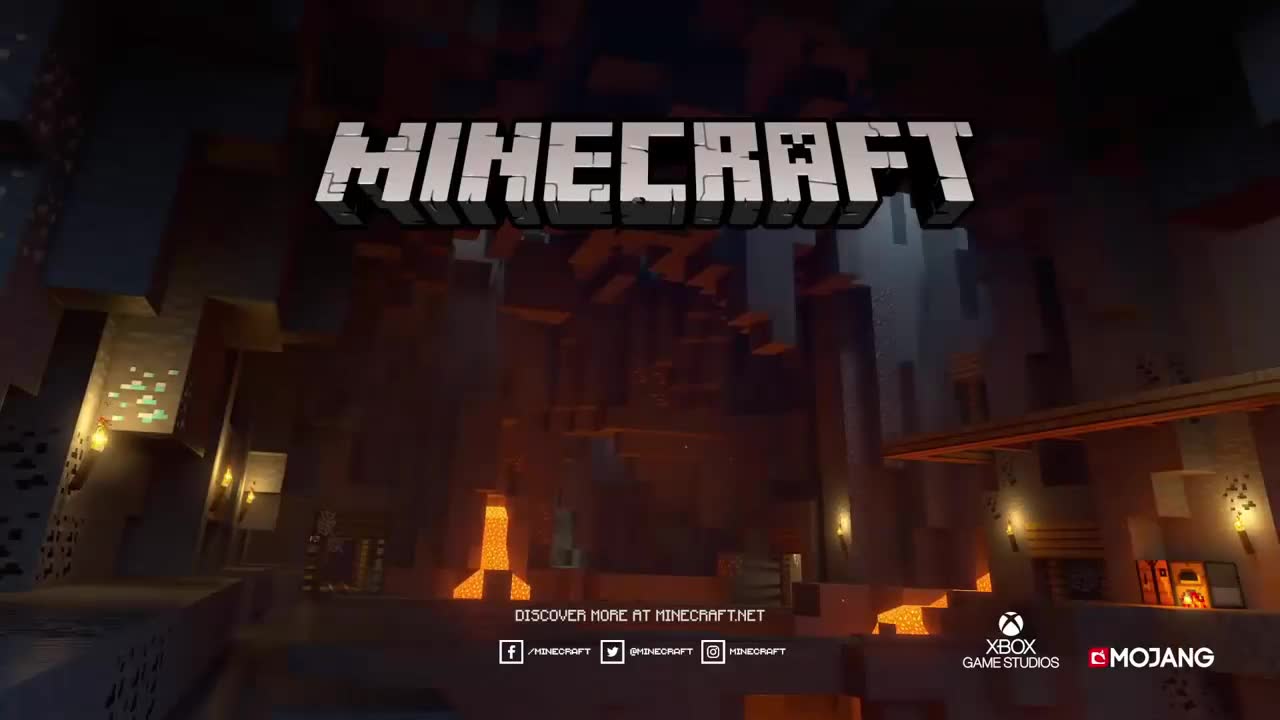 MINECRAFT
DISCOVER MORE AT MINECRAFT.NET
/MINECRAFT @MINECRAFT MINECRAFT
XBOX
GAME STUDIOS
MOJANG